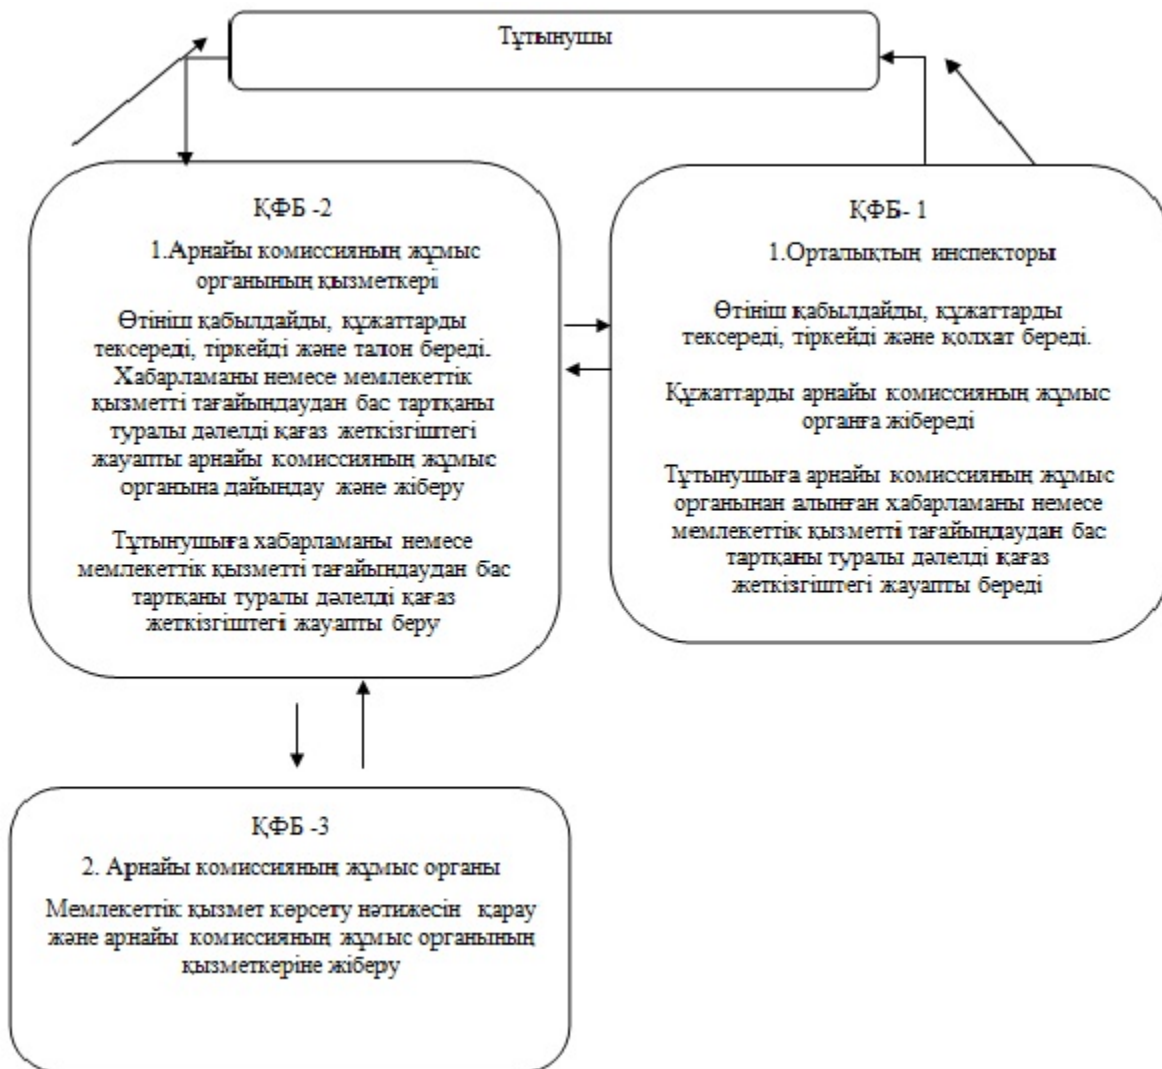 Тұтынушы
ҚФБ -2
1.Арнайы комиссияның жұмыс
органының қызметкері
Өтініш қабылдайды, құжаттарды
тексереді, тіркейді және талон береді.
Хабарламаны немесе мемлекеттік
қызметті тағайындаудан бас тартқаны
туралы дәлелді қағаз жеткізгіштегі
жауапты арнайы комиссияның жұмыс
органына дайындау және жіберу
Тұтынушыға хабарламаны немесе
мемлекеттік қызметті тағайындаудан бас
тартқаны туралы дәлелді қағаз
жеткізгіштегі жауапты беру
ҚФБ- 1
1.Орталықтың инспекторы
Өтініш қабылдайды, құжаттарды
тексереді, тіркейді және қолхат береді.
Құжаттарды арнайы комиссияның жұмыс
органға жібереді
Тұтынушыға арнайы комиссияның жұмыс
органынан алынған хабарламаны немесе
мемлекеттік қызметті тағайындаудан бас
тартқаны туралы дәлелді қағаз
жеткізгіштегі жауапты береді
ҚФБ -3
2. Арнайы комиссияның жұмыс органы
Мемлекеттік қызмет көрсету нәтижесін қарау
және арнайы комиссияның жұмыс органының
қызметкеріне жіберу